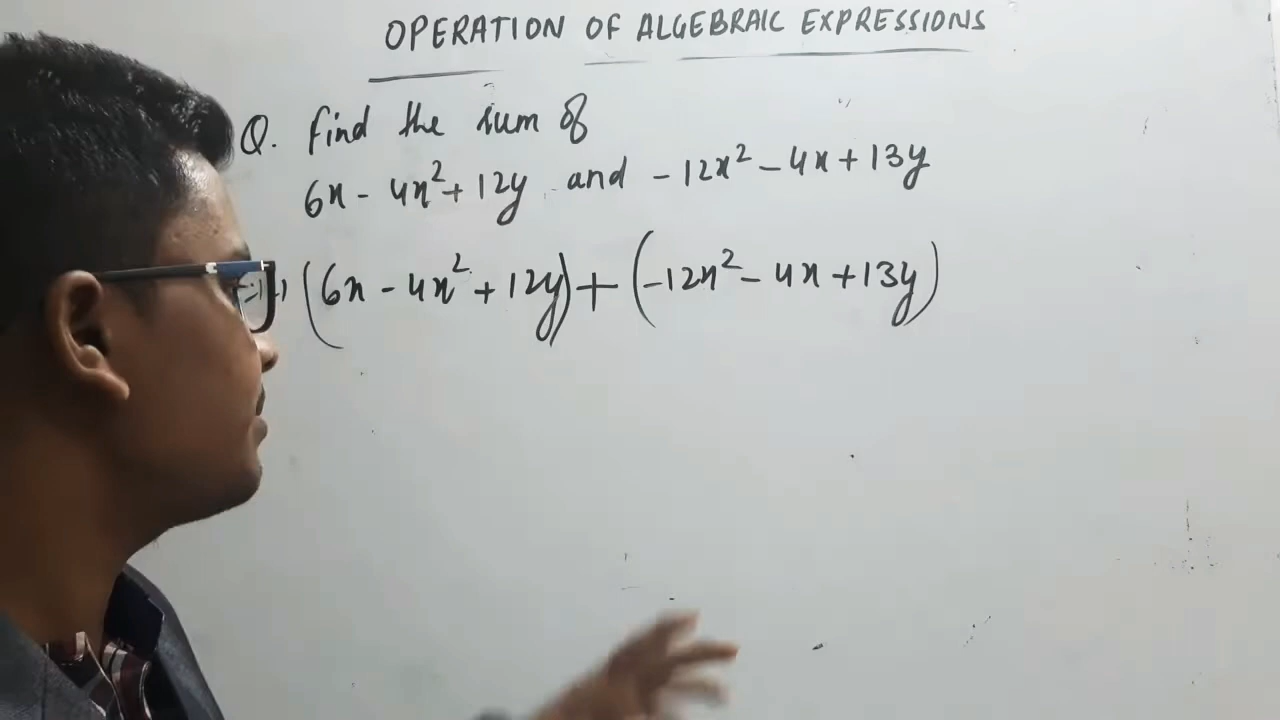 OPERATION OF ALGEBRAIC EXPRESSIONS
Q. Find the sum of
6x - 4x² + 12y and - 12x² - 4x + 13y
(6x - 4x² + 12y) + (-12x² - 4x + 13y)